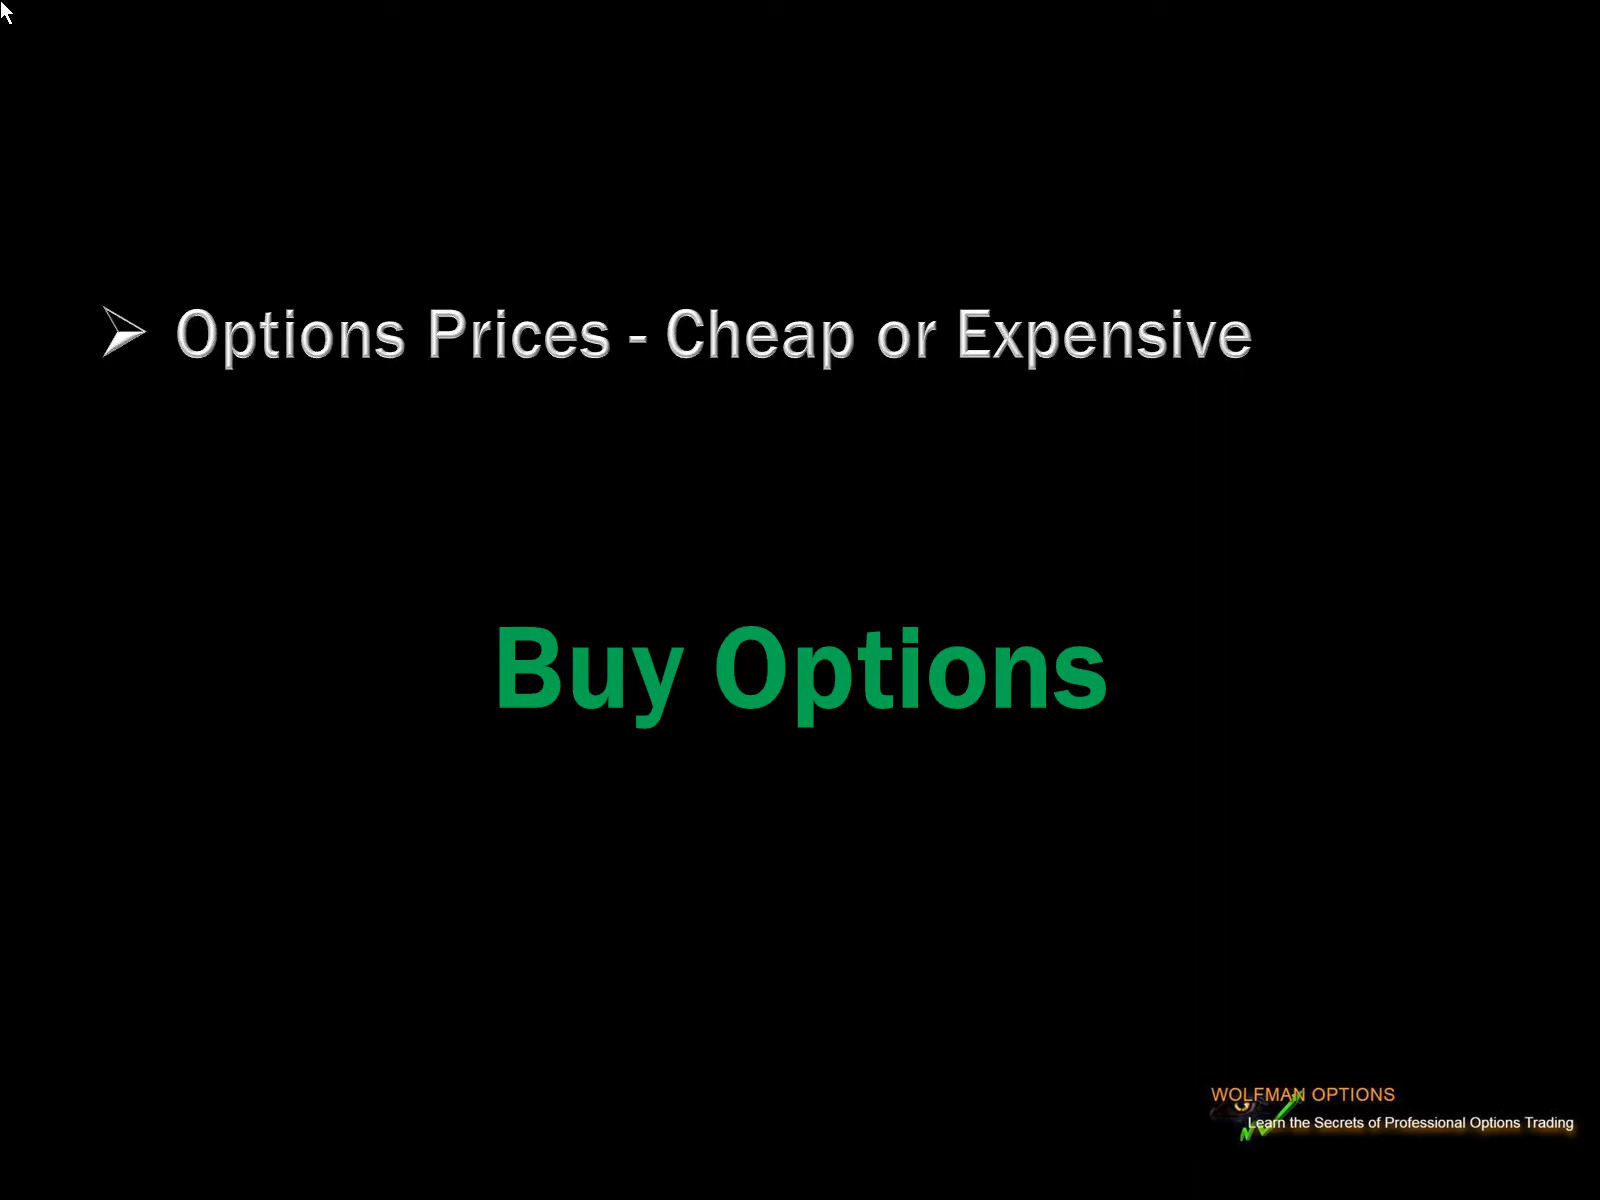 Options Prices - Cheap or Expensive
Buy Options
WOLFMAN OPTIONS
Learn the Secrets of Professional Options Trading